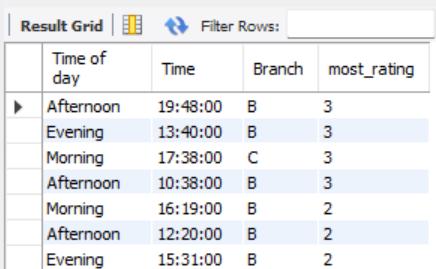 Result Grid Filter Rows:
Time of day Time Branch most_rating
Afternoon 19:48:00 B 3
Evening 13:40:00 B 3
Morning 17:38:00 C 3
Afternoon 10:38:00 B 3
Morning 16:19:00 B 2
Afternoon 12:20:00 B 2
Evening 15:31:00 B 2